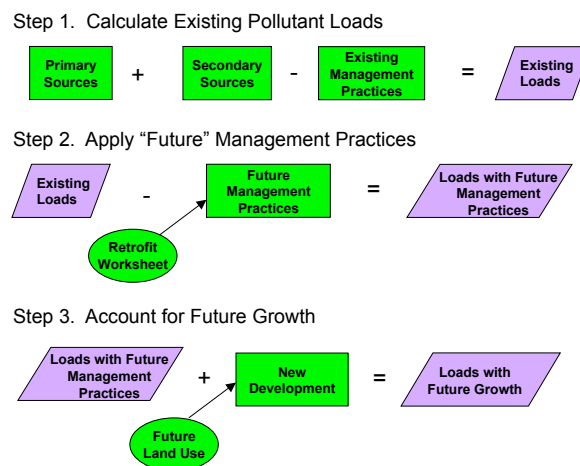 Step 1. Calculate Existing Pollutant Loads
Primary
Sources
+
Secondary
Sources
-
Existing
Management
Practices
=
Existing
Loads
Step 2. Apply “Future” Management Practices
Existing
Loads
-
Future
Management
Practices
=
Loads with Future
Management
Practices
Retrofit
Worksheet
Step 3. Account for Future Growth
Loads with Future
Management
Practices
+
New
Development
=
Loads with
Future Growth
Future
Land Use